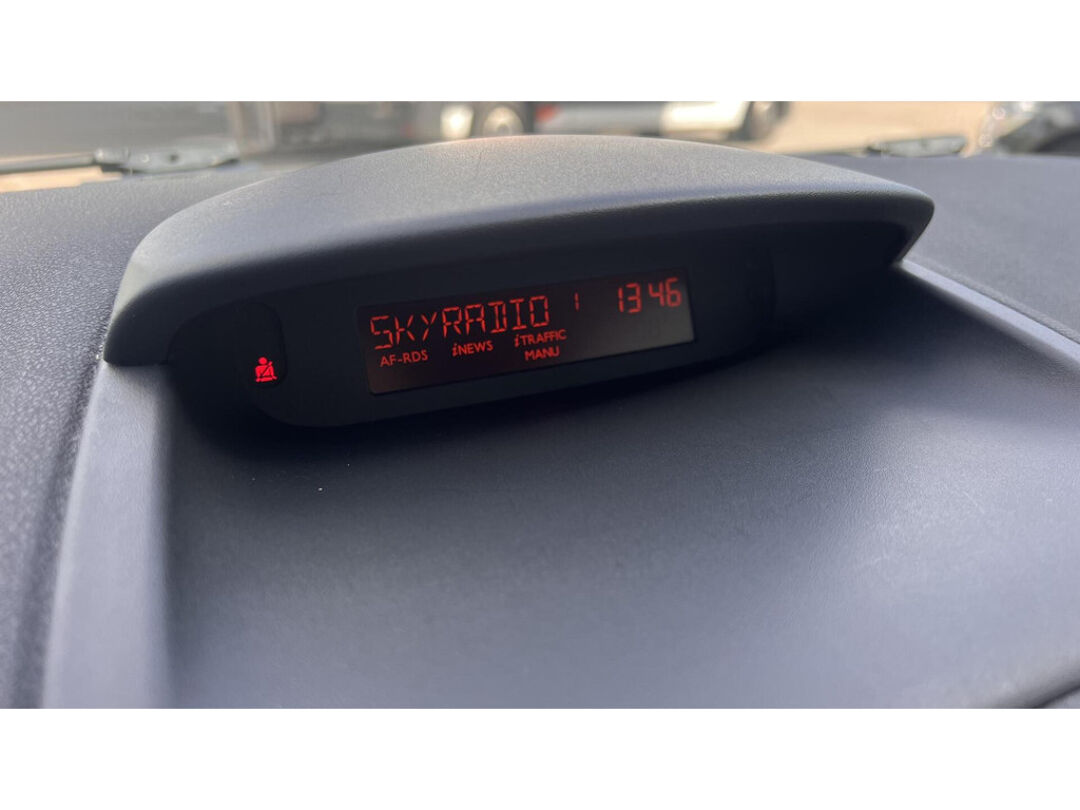 SKYRADIO 1 13 46
AF-RDS iNEWS iTRAFFIC
MANU